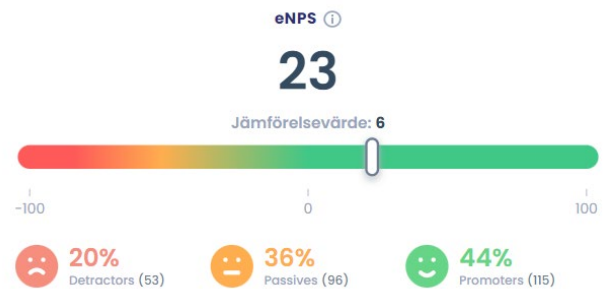 eNPS
23
Jämförelsevärde: 6
-100 0 100
20% 36% 44%
Detractors (53) Passives (96) Promoters (115)